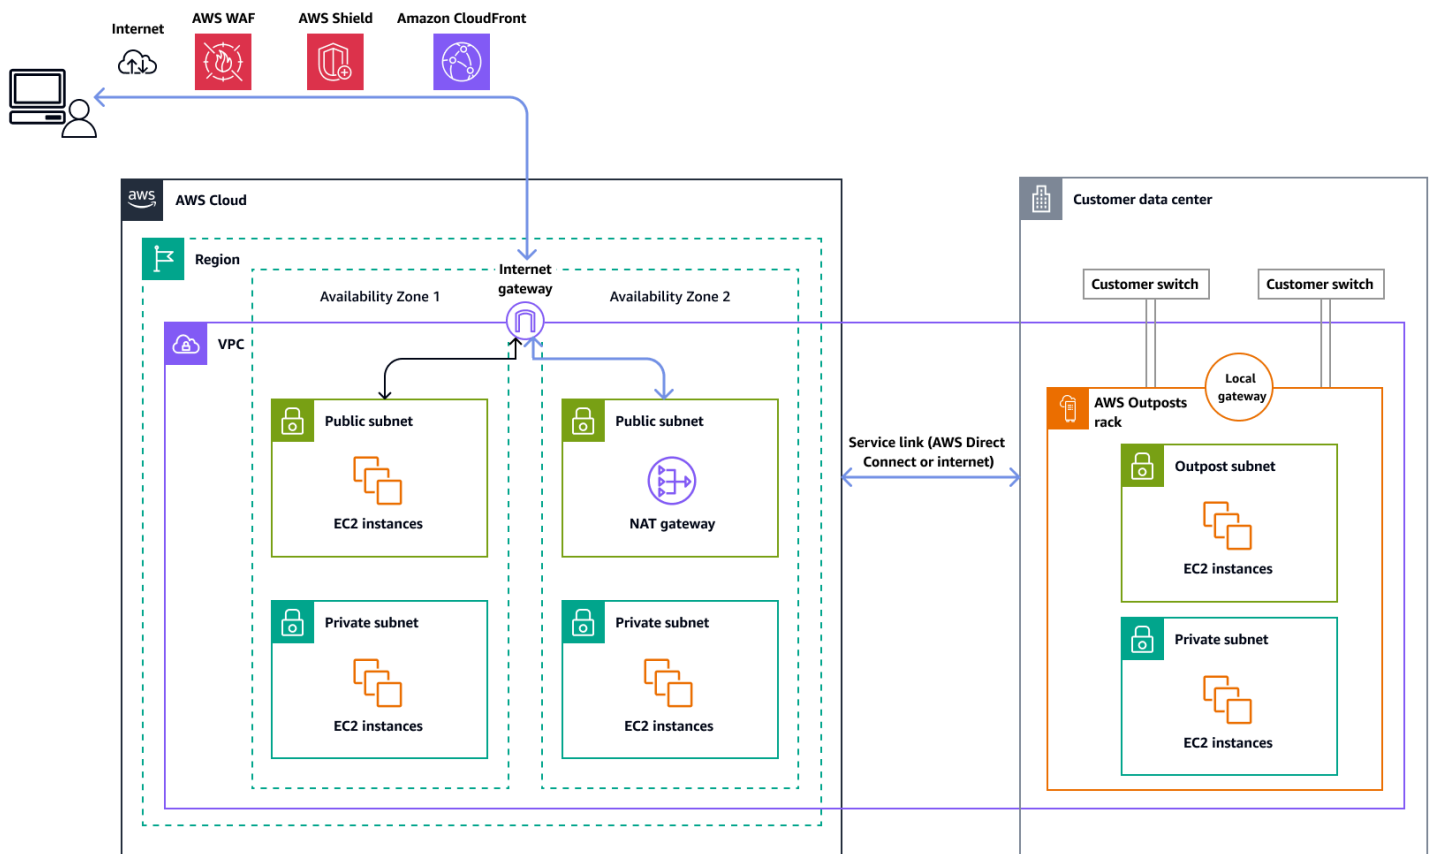 Internet
AWS WAF
AWS Shield
Amazon CloudFront
aws
AWS Cloud
Region
Availability Zone 1
Internet
gateway
Availability Zone 2
VPC
Public subnet
EC2 instances
Public subnet
NAT gateway
Private subnet
EC2 instances
Private subnet
EC2 instances
Service link (AWS Direct
Connect or internet)
Customer data center
Customer switch
Customer switch
Local
gateway
AWS Outposts
rack
Outpost subnet
EC2 instances
Private subnet
EC2 instances